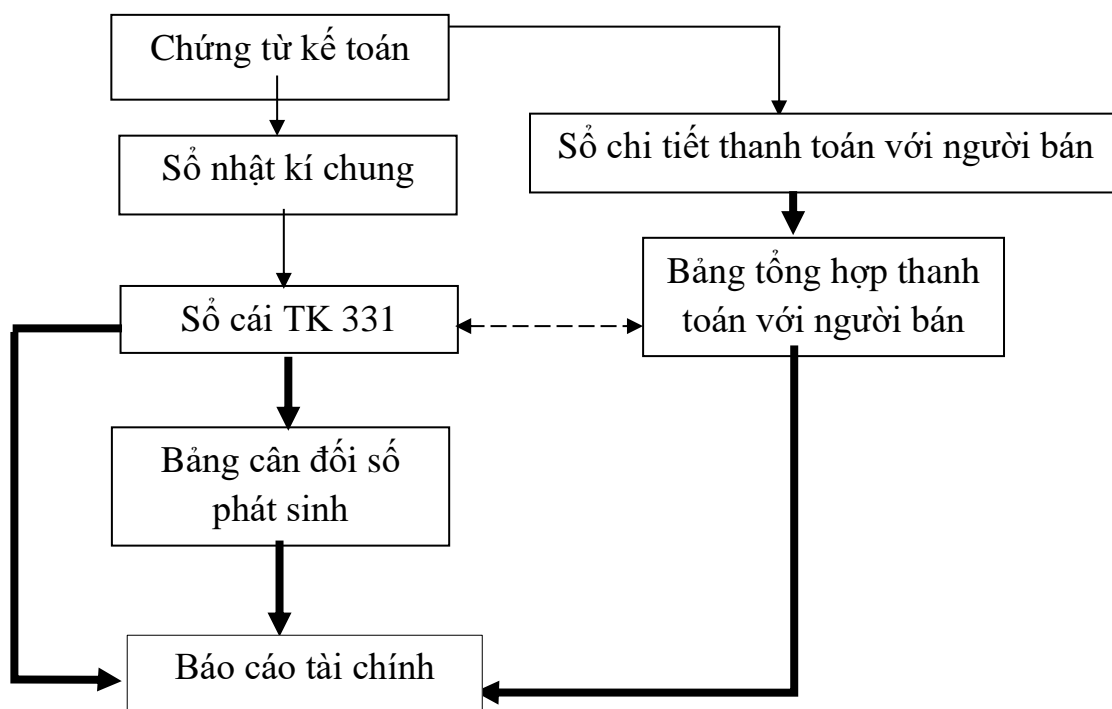 Chứng từ kế toán
Sổ nhật kí chung
Sổ chi tiết thanh toán với người bán
Sổ cái TK 331
Bảng tổng hợp thanh
toán với người bán
Bảng cân đối số
phát sinh
Báo cáo tài chính